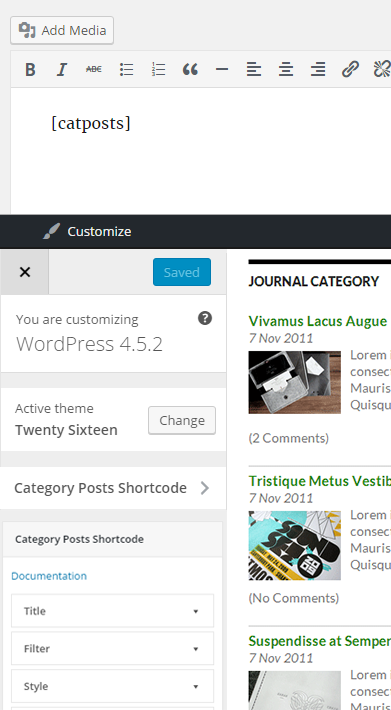 Add Media
B I ABC
[catposts]
Customize
Saved
You are customizing
WordPress 4.5.2
Active theme
Twenty Sixteen
Change
Category Posts Shortcode
Category Posts Shortcode
Documentation
Title
Filter
Style
JOURNAL CATEGORY
Vivamus Lacus Augue
7 Nov 2011
Lorem
consect
Mauris
Quisqu
(2 Comments)
Tristique Metus Vestib
7 Nov 2011
Lorem
consect
Mauris
Quisqu
(No Comments)
Suspendisse at Semper
7 Nov 2011
Lorem
consect
Mauris